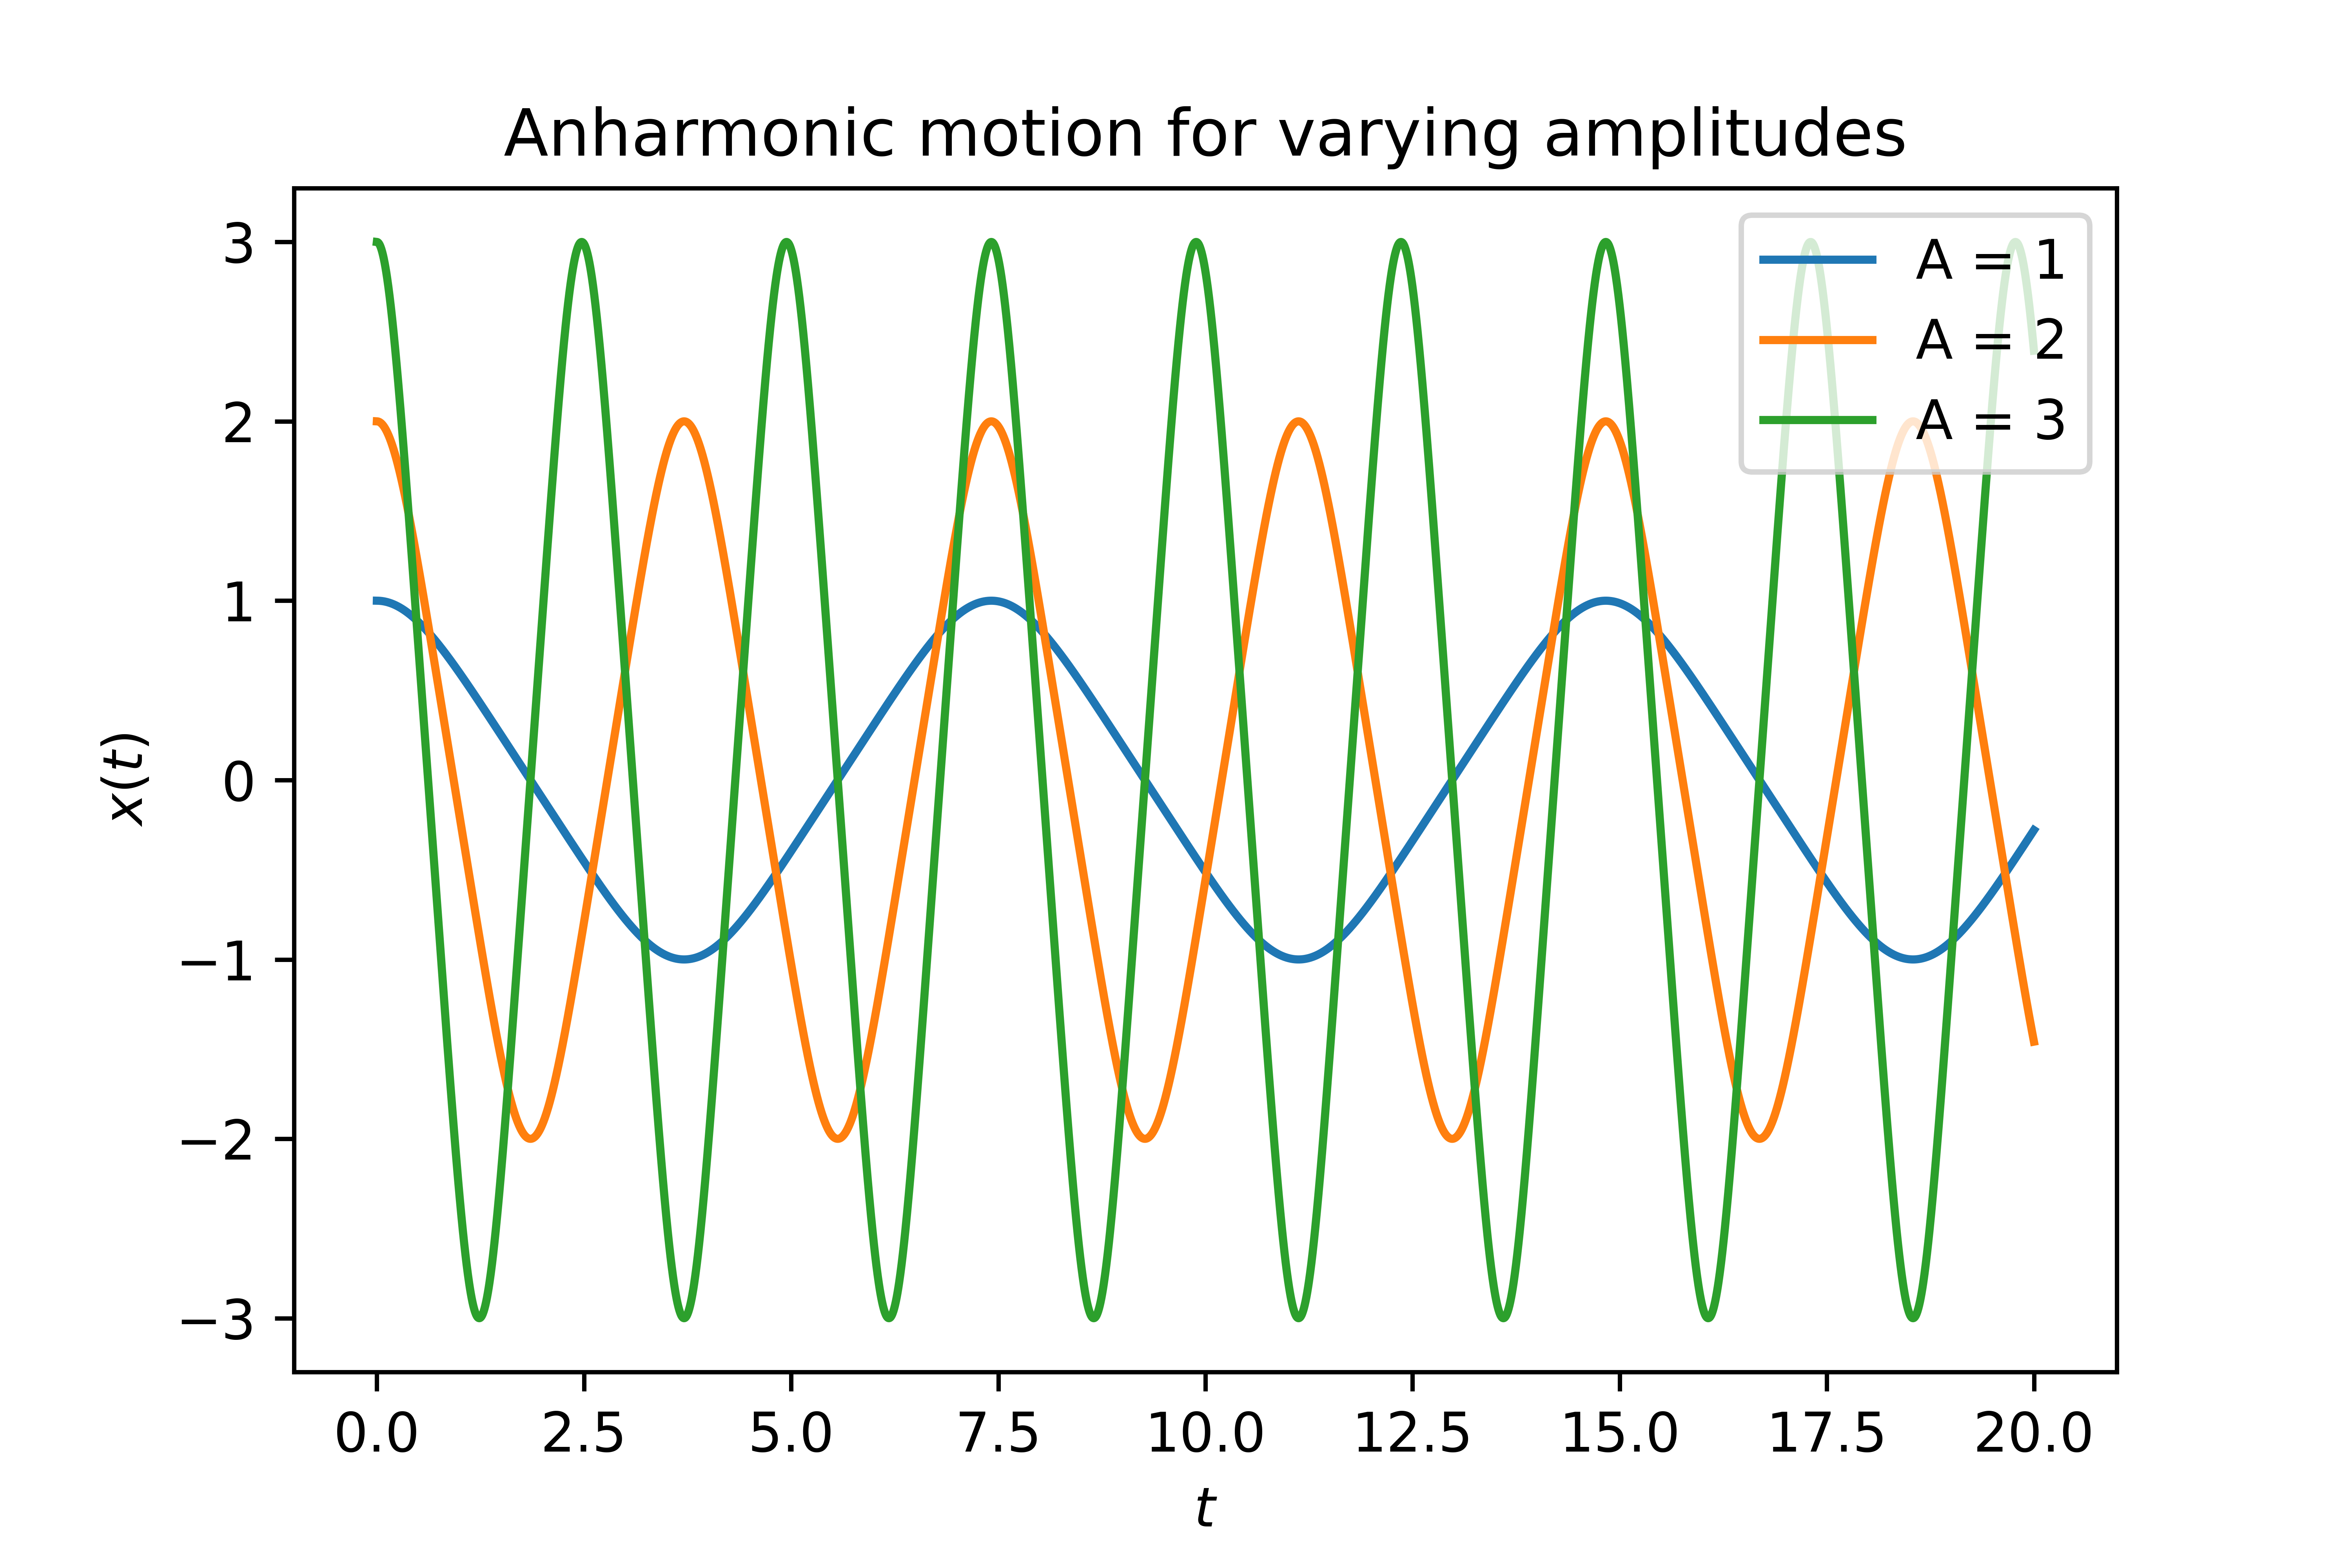 Anharmonic motion for varying amplitudes
3
2
1
0
−1
−2
−3
x(t)
A = 1
A = 2
A = 3
0.0 2.5 5.0 7.5 10.0 12.5 15.0 17.5 20.0
t